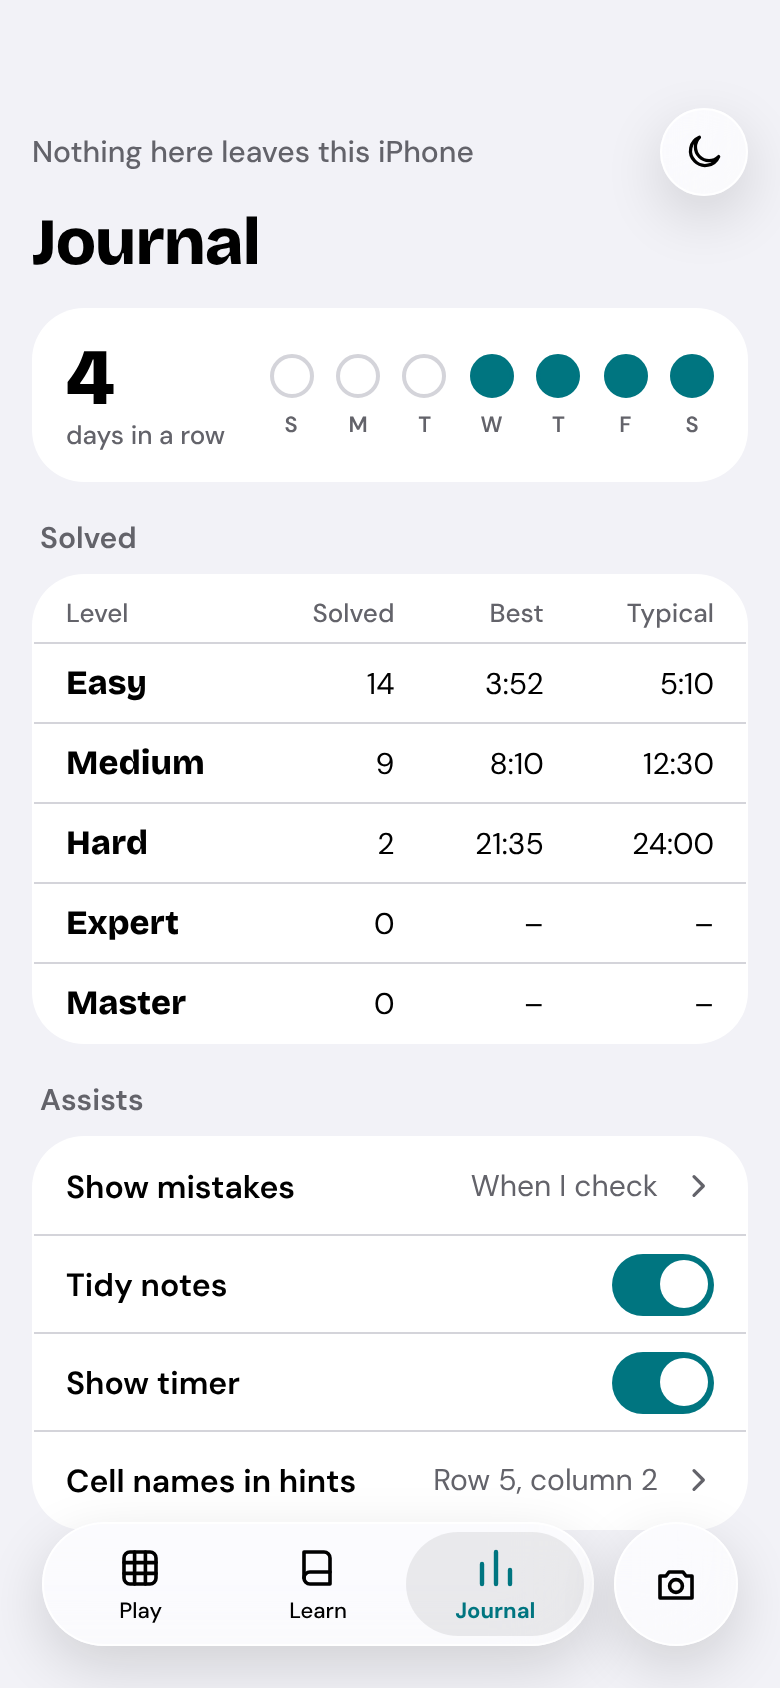 Nothing here leaves this iPhone
Journal
4
days in a row
S M T W T F S
Solved
Level Solved Best Typical
Easy 14 3:52 5:10
Medium 9 8:10 12:30
Hard 2 21:35 24:00
Expert 0 – –
Master 0 – –
Assists
Show mistakes When I check
Tidy notes
Show timer
Cell names in hints Row 5, column 2
Play Learn Journal